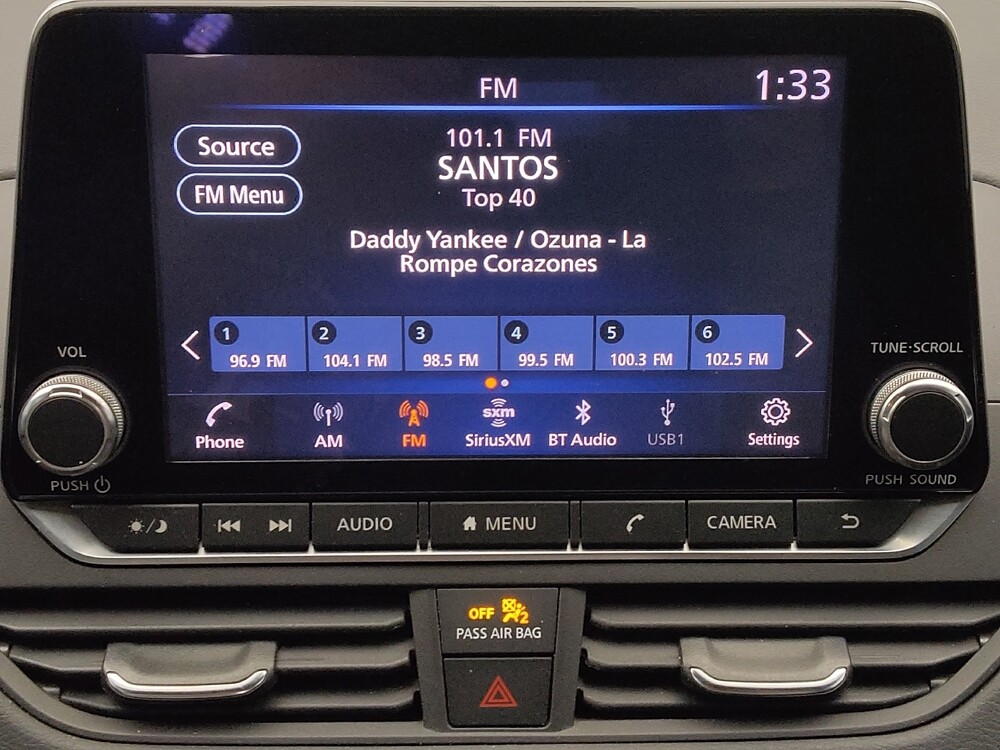 FM
1:33
Source
FM Menu
101.1 FM
SANTOS
Top 40
Daddy Yankee / Ozuna - La
Rompe Corazones
1 2 3 4 5 6
96.9 FM 104.1 FM 98.5 FM 99.5 FM 100.3 FM 102.5 FM
sxm
Phone AM FM SiriusXM BT Audio USB1 Settings
VOL
PUSH
TUNE·SCROLL
PUSH SOUND
AUDIO
MENU
CAMERA
OFF 2
PASS AIR BAG